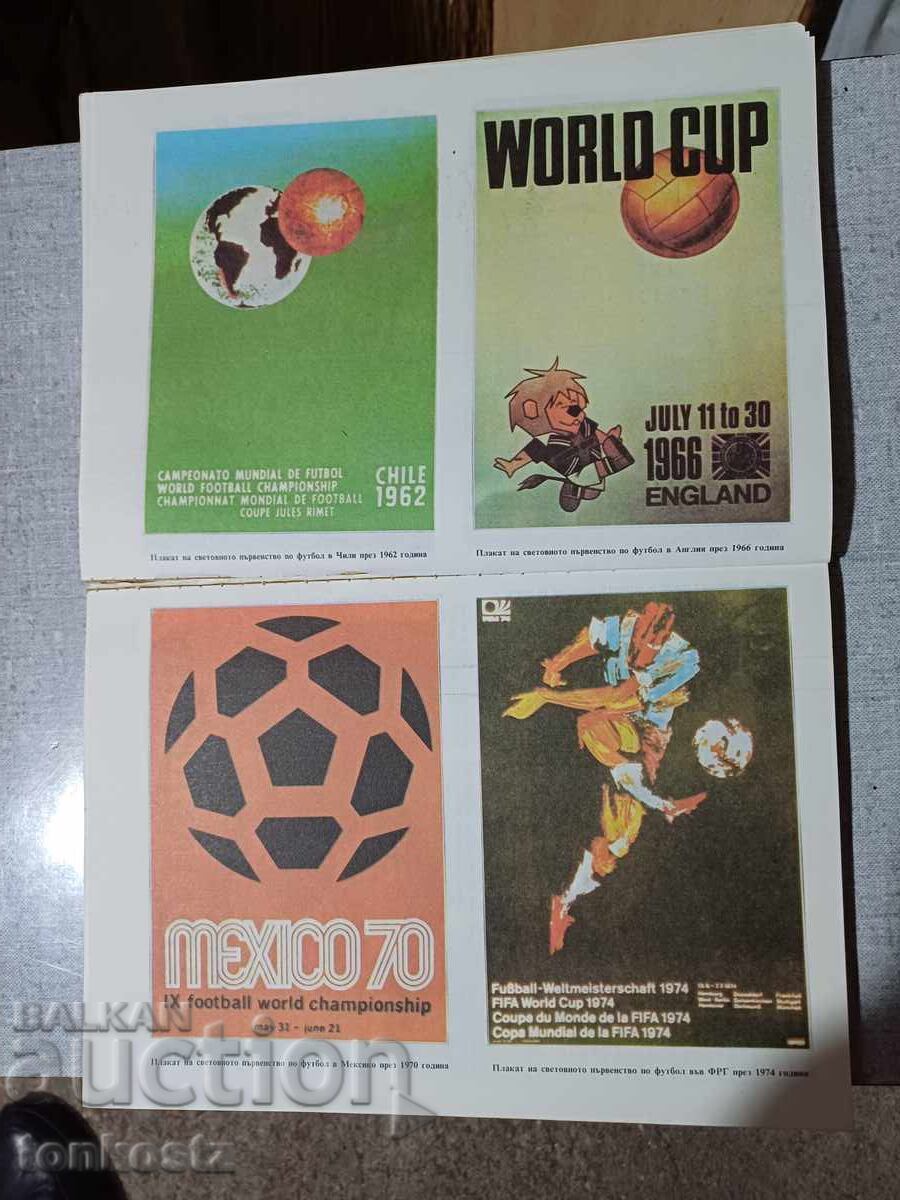 CAMPEONATO MUNDIAL DE FUTBOL
WORLD FOOTBALL CHAMPIONSHIP
CHAMPIONNAT MONDIAL DE FOOTBALL
COUPE JULES RIMET
CHILE
1962
Плакат на световното първенство по футбол в Чили през 1962 година
WORLD CUP
JULY 11 to 30
1966
ENGLAND
Плакат на световното първенство по футбол в Англия през 1966 година
MEXICO 70
IX football world championship
may 31 - june 21
Плакат на световното първенство по футбол в Мексико през 1970 година
Fußball-Weltmeisterschaft 1974
FIFA World Cup 1974
Coupe du Monde de la FIFA 1974
Copa Mundial de la FIFA 1974
Плакат на световното първенство по футбол във ФРГ през 1974 година
BALKAN
auction
tonkostz